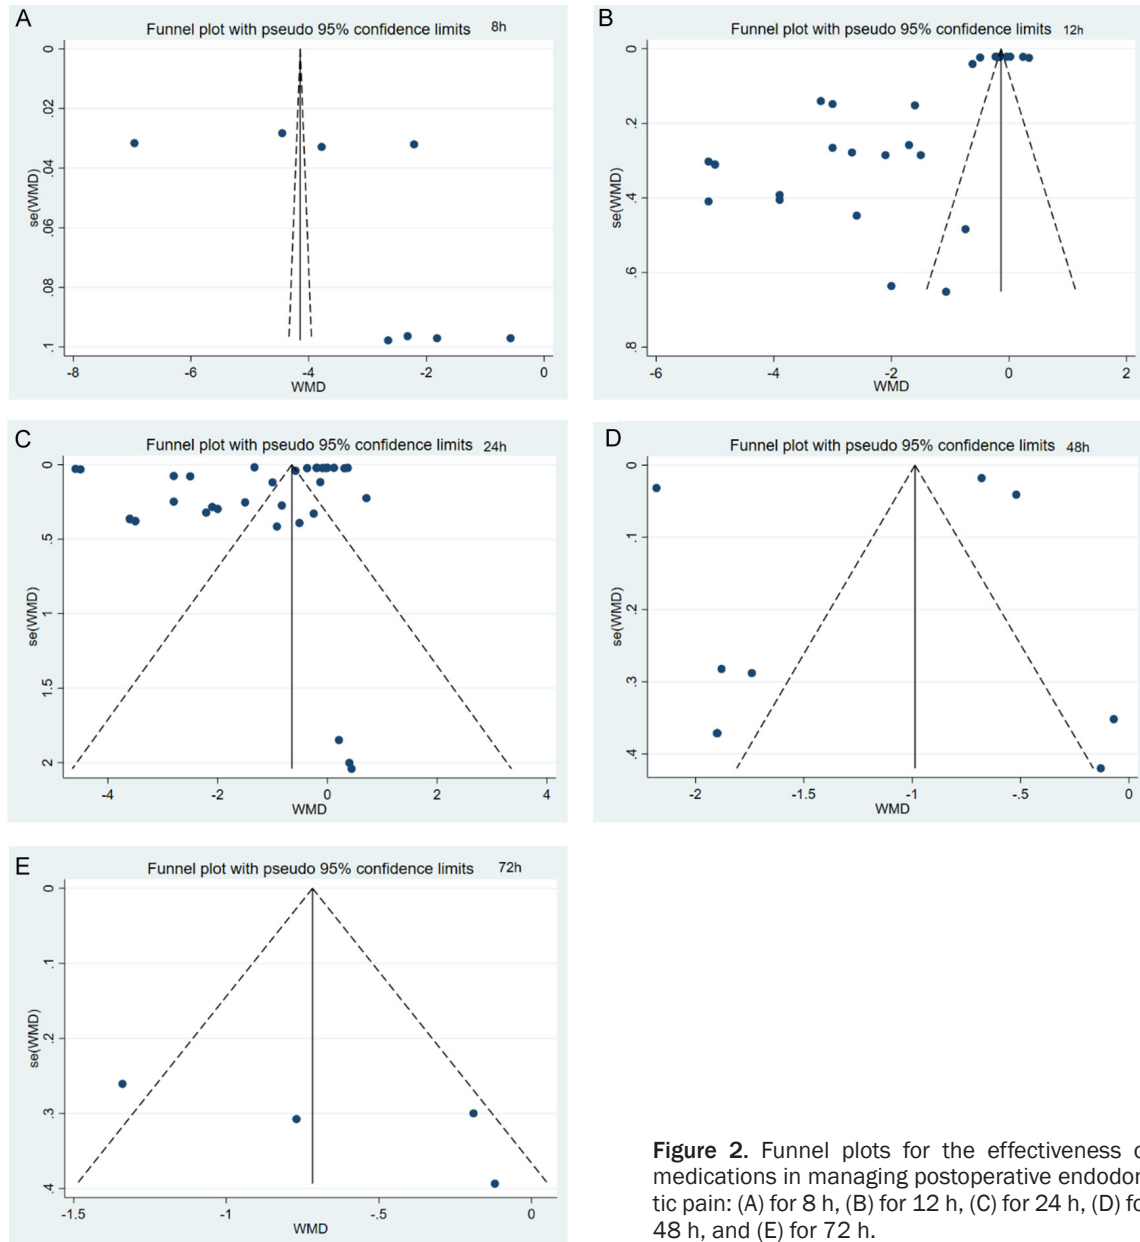 A
Funnel plot with pseudo 95% confidence limits 8h
se(WMD)
0
.02
.04
.06
.08
.1
-8 -6 -4 -2 0
WMD
B
Funnel plot with pseudo 95% confidence limits 12h
se(WMD)
0
.2
.4
.6
.8
-6 -4 -2 0 2
WMD
C
Funnel plot with pseudo 95% confidence limits 24h
se(WMD)
0
.5
1
1.5
2
-4 -2 0 2 4
WMD
D
Funnel plot with pseudo 95% confidence limits 48h
se(WMD)
0
.1
.2
.3
.4
-2 -1.5 -1 -.5 0
WMD
E
Funnel plot with pseudo 95% confidence limits 72h
se(WMD)
0
.1
.2
.3
.4
-1.5 -1 -.5 0
WMD
Figure 2. Funnel plots for the effectiveness
medications in managing postoperative endodon-
tic pain: (A) for 8 h, (B) for 12 h, (C) for 24 h, (D)
48 h, and (E) for 72 h.